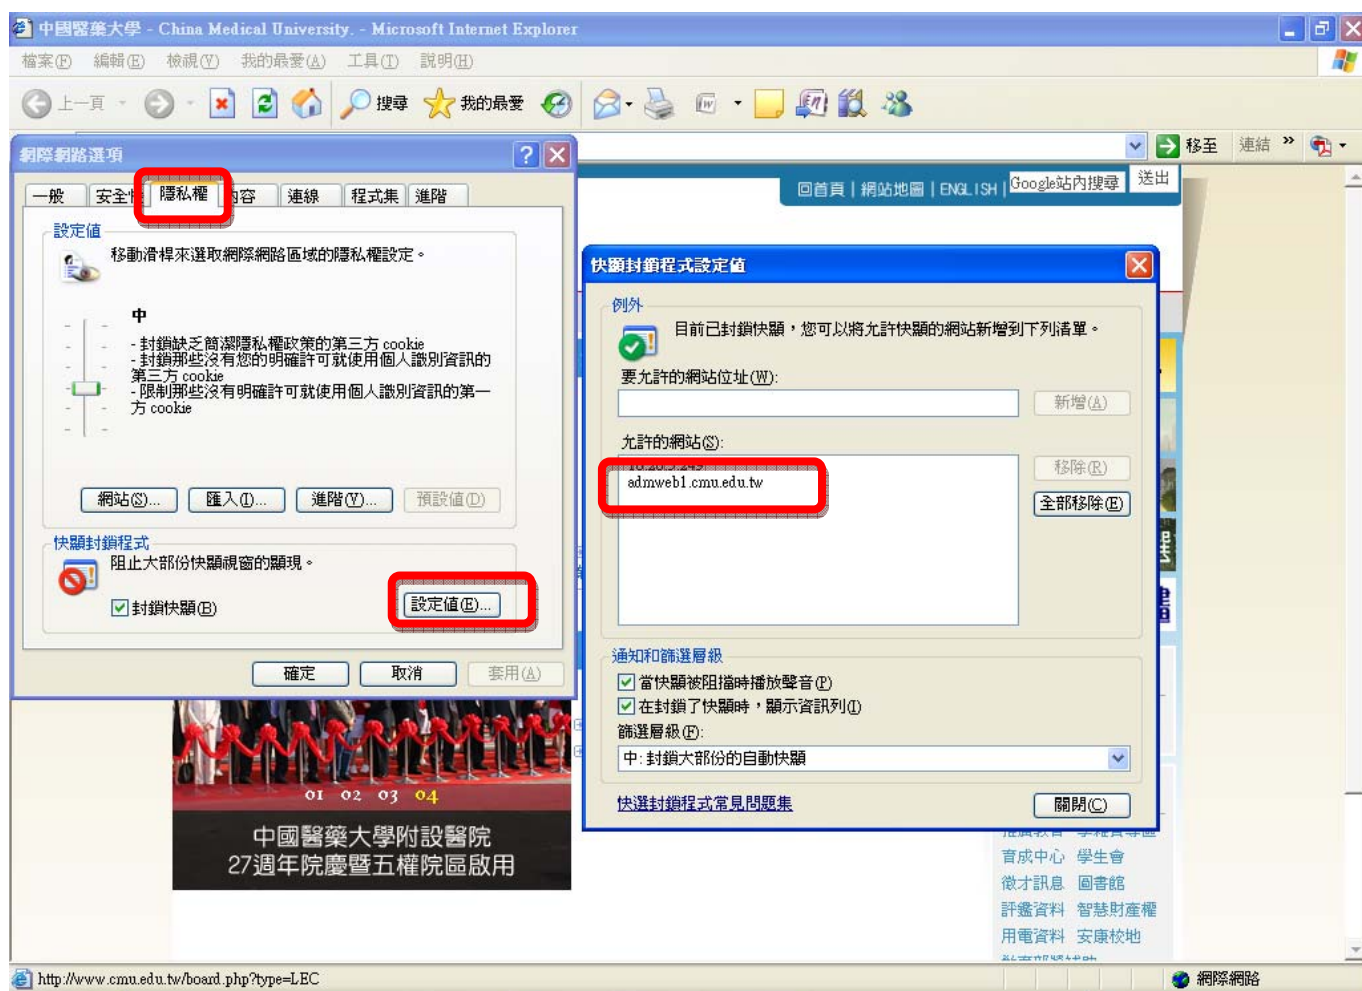 中國醫藥大學 - China Medical University. - Microsoft Internet Explorer
檔案(F) 編輯(E) 檢視(V) 我的最愛(A) 工具(T) 說明(H)
上一頁 搜尋 我的最愛
移至 連結 »
網際網路選項
一般 安全性 隱私權 內容 連線 程式集 進階
設定值
移動滑桿來選取網際網路區域的隱私權設定。
中
- 封鎖缺乏簡潔隱私權政策的第三方 cookie
- 封鎖那些沒有您的明確許可就使用個人識別資訊的
第三方 cookie
- 限制那些沒有明確許可就使用個人識別資訊的第一
方 cookie
網站(S)... 匯入(I)... 進階(V)... 預設值(D)
快顯封鎖程式
阻止大部份快顯視窗的顯現。
封鎖快顯(B)
設定值(E)...
確定 取消 套用(A)
回首頁 | 網站地圖 | ENGLISH | Google站內搜尋 送出
快顯封鎖程式設定值
例外
目前已封鎖快顯，您可以將允許快顯的網站新增到下列清單。
要允許的網站位址(W):
新增(A)
允許的網站(S):
移除(R)
admweb1.cmu.edu.tw
全部移除(E)
通知和篩選層級
當快顯被阻擋時播放聲音(P)
在封鎖了快顯時，顯示資訊列(I)
篩選層級(F):
中: 封鎖大部份的自動快顯
快選封鎖程式常見問題集
關閉(C)
01 02 03 04
中國醫藥大學附設醫院
27週年院慶暨五權院區啟用
育成中心 學生會
徵才訊息 圖書館
評鑑資料 智慧財產權
用電資料 安康校地
http://www.cmu.edu.tw/board.php?type=LEC
網際網路